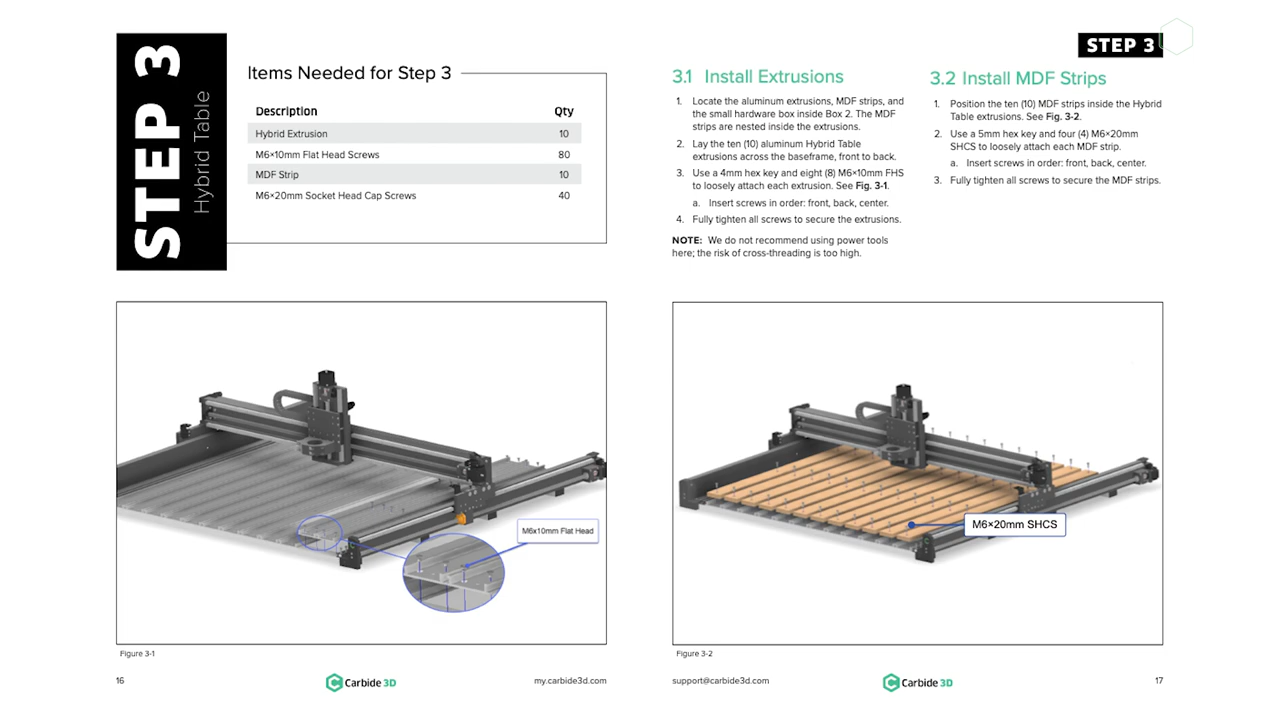 STEP 3
Hybrid Table
Items Needed for Step 3
Description Qty
Hybrid Extrusion 10
M6×10mm Flat Head Screws 80
MDF Strip 10
M6×20mm Socket Head Cap Screws 40
M6x10mm Flat Head
Figure 3-1
16
Carbide 3D
my.carbide3d.com
STEP 3
3.1 Install Extrusions
1. Locate the aluminum extrusions, MDF strips, and
the small hardware box inside Box 2. The MDF
strips are nested inside the extrusions.
2. Lay the ten (10) aluminum Hybrid Table
extrusions across the baseframe, front to back.
3. Use a 4mm hex key and eight (8) M6×10mm FHS
to loosely attach each extrusion. See Fig. 3-1.
a. Insert screws in order: front, back, center.
4. Fully tighten all screws to secure the extrusions.
NOTE: We do not recommend using power tools
here; the risk of cross-threading is too high.
3.2 Install MDF Strips
1. Position the ten (10) MDF strips inside the Hybrid
Table extrusions. See Fig. 3-2.
2. Use a 5mm hex key and four (4) M6×20mm
SHCS to loosely attach each MDF strip.
a. Insert screws in order: front, back, center.
3. Fully tighten all screws to secure the MDF strips.
M6×20mm SHCS
Figure 3-2
support@carbide3d.com
Carbide 3D
17